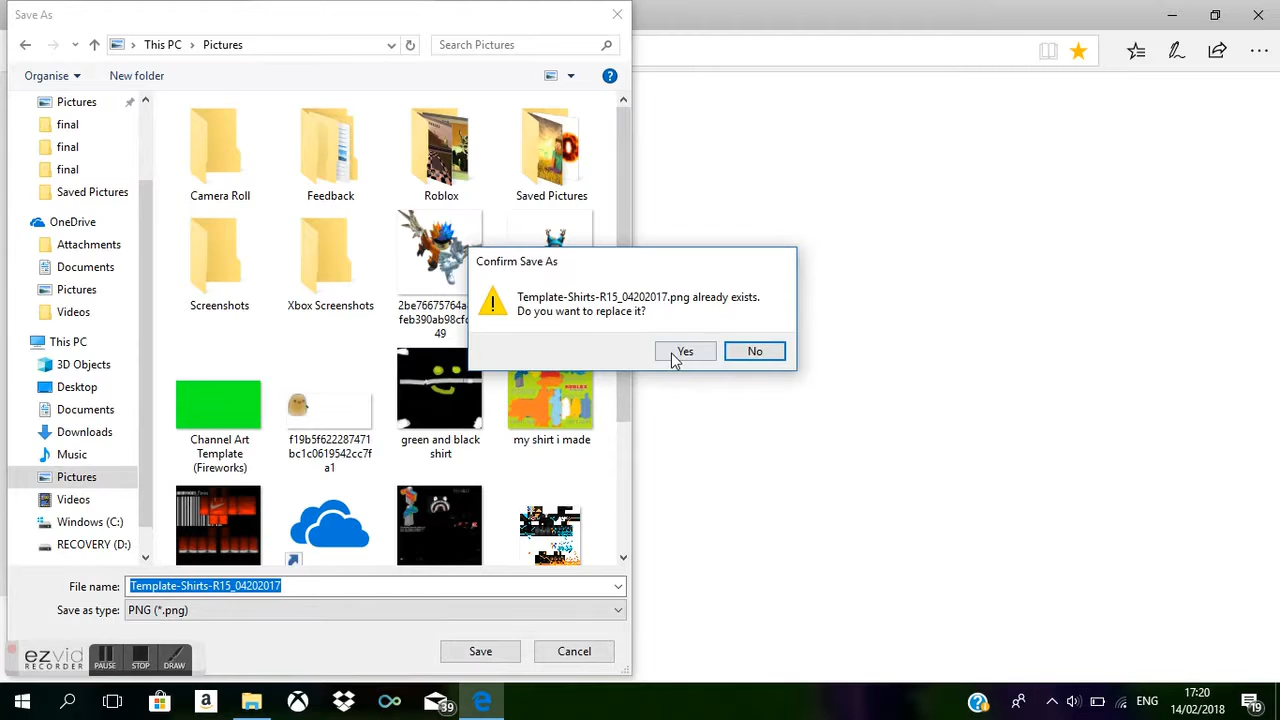 Save As
This PC
Pictures
Search Pictures
Organise
New folder
?
Pictures
final
final
final
Saved Pictures
OneDrive
Attachments
Documents
Pictures
Videos
This PC
3D Objects
Desktop
Documents
Downloads
Music
Pictures
Videos
Windows (C:)
RECOVERY (D:)
Camera Roll
Feedback
Roblox
Saved Pictures
Screenshots
Xbox Screenshots
2be76675764a
feb390ab98cf
49
Channel Art
Template
(Fireworks)
f19b5f622287471
bc1c0619542cc7f
a1
green and black
shirt
my shirt i made
ROBLOX
Confirm Save As
Template-Shirts-R15_04202017.png already exists.
Do you want to replace it?
Yes
No
File name:
Template-Shirts-R15_04202017
Save as type:
PNG (*.png)
Save
Cancel
ezvid
RECORDER
PAUSE
STOP
DRAW
39
ENG
17:20
14/02/2018
19